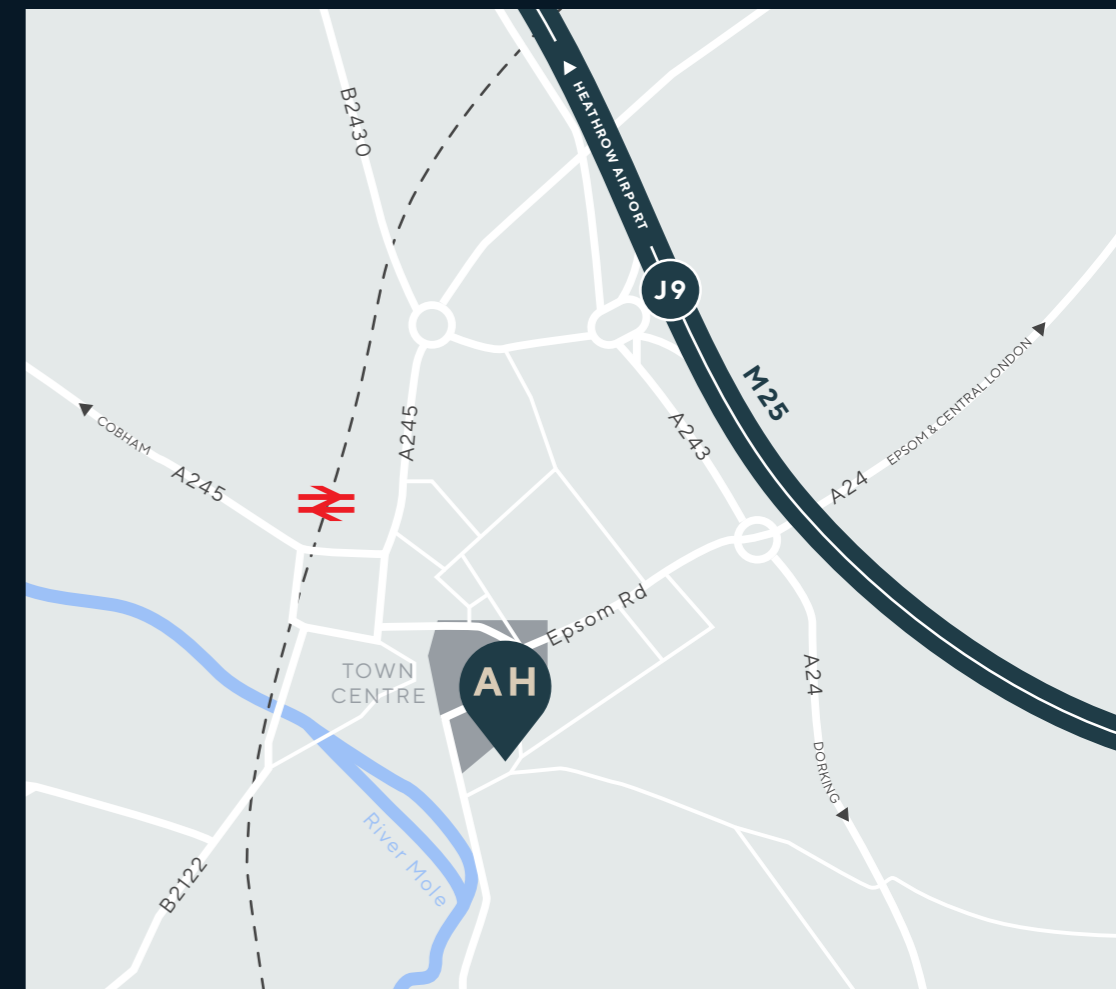 B2430
▲ HEATHROW AIRPORT
J9
M25
EPSOM & CENTRAL LONDON
A24
A243
A245
COBHAM
A245
Epsom Rd
TOWN
CENTRE
AH
A24
DORKING
River Mole
B2122